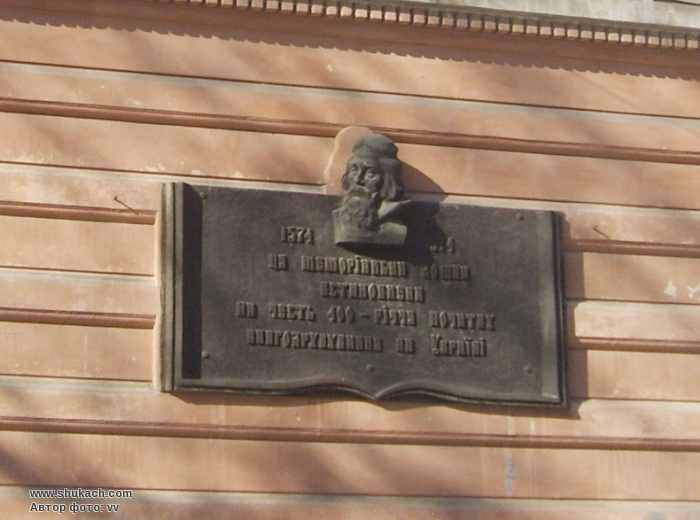 1574
Ця меморіальна дошка
встановлена
на честь 400-річчя початку
книгодрукування на Україні
www.shukach.com
Автор фото: vv